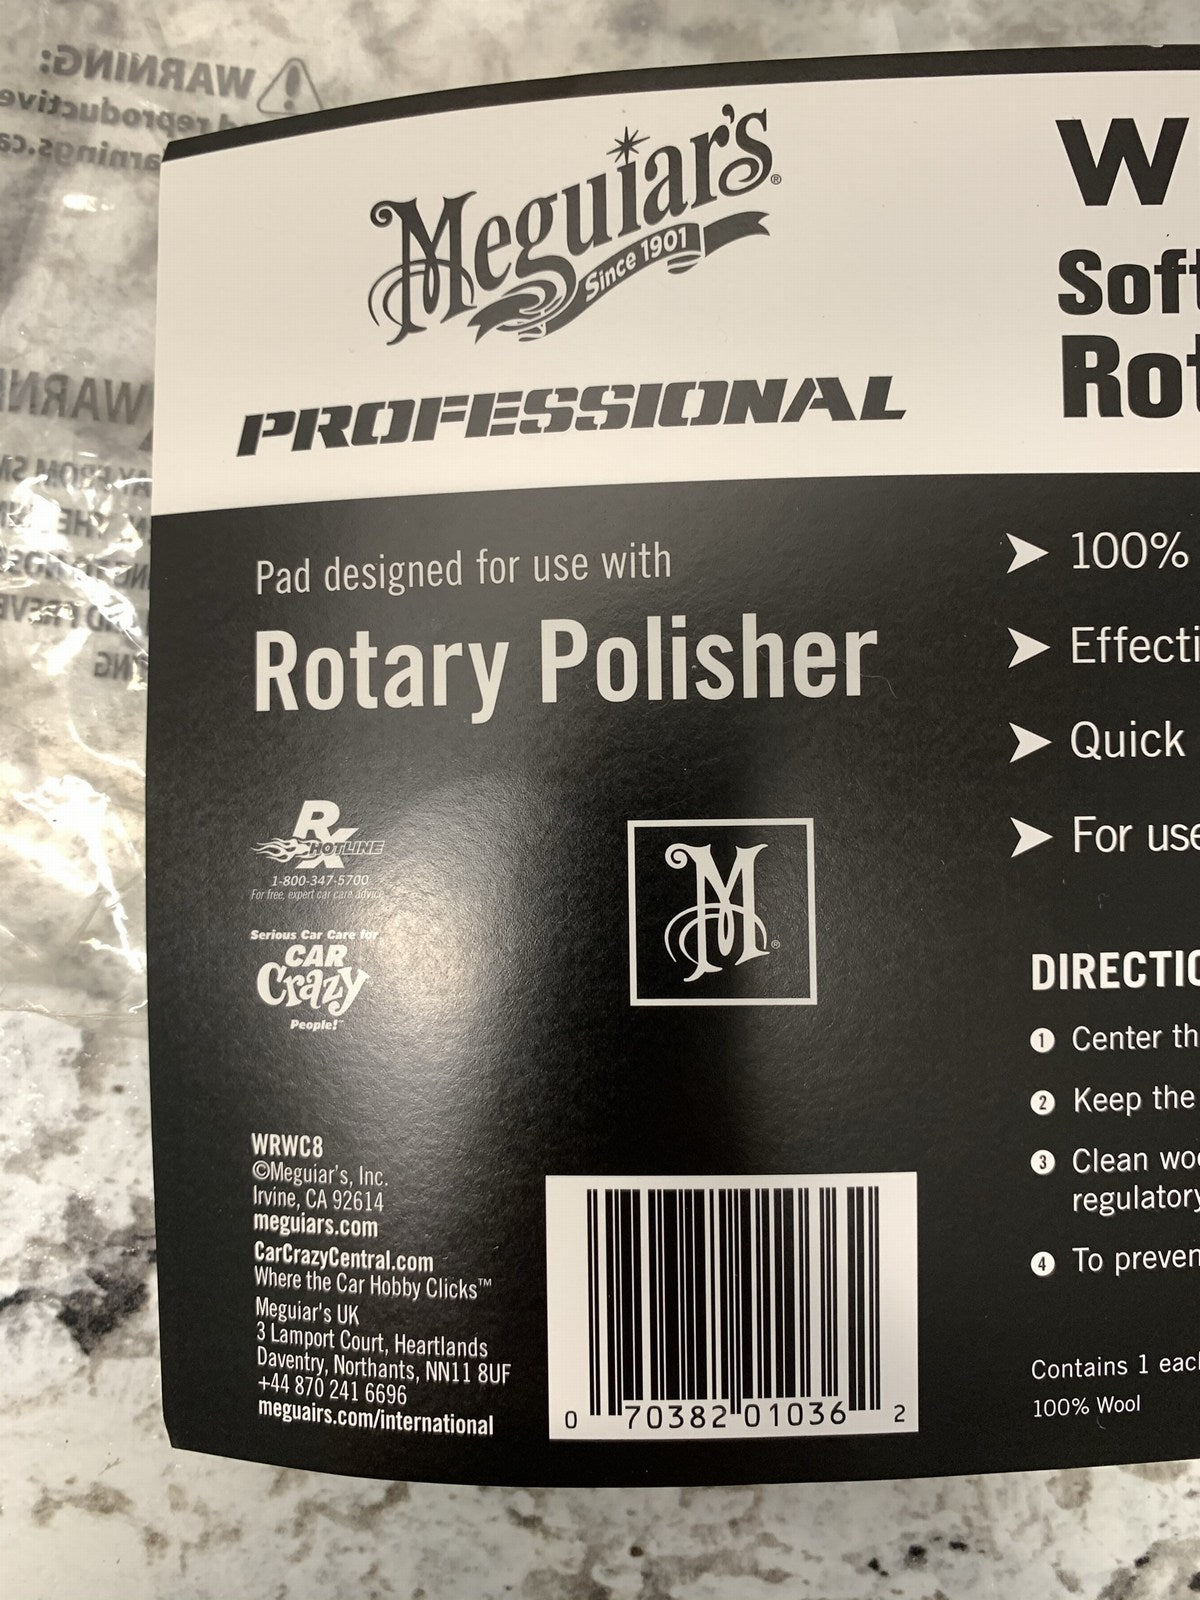 WARNING:
Meguiar's®
Since 1901
PROFESSIONAL
Pad designed for use with
Rotary Polisher
RX
HOTLINE
1-800-347-5700
For free, expert car care advice
Serious Car Care for
CAR
Crazy
People!
M®
WRWC8
©Meguiar's, Inc.
Irvine, CA 92614
meguiars.com
CarCrazyCentral.com
Where the Car Hobby Clicks™
Meguiar's UK
3 Lamport Court, Heartlands
Daventry, Northants, NN11 8UF
+44 870 241 6696
meguairs.com/international
0 70382 01036 2
W
Soft
Rot
100%
Effecti
Quick
For use
DIRECTIO
1 Center th
2 Keep the
3 Clean woo
regulatory
4 To preven
Contains 1 each
100% Wool